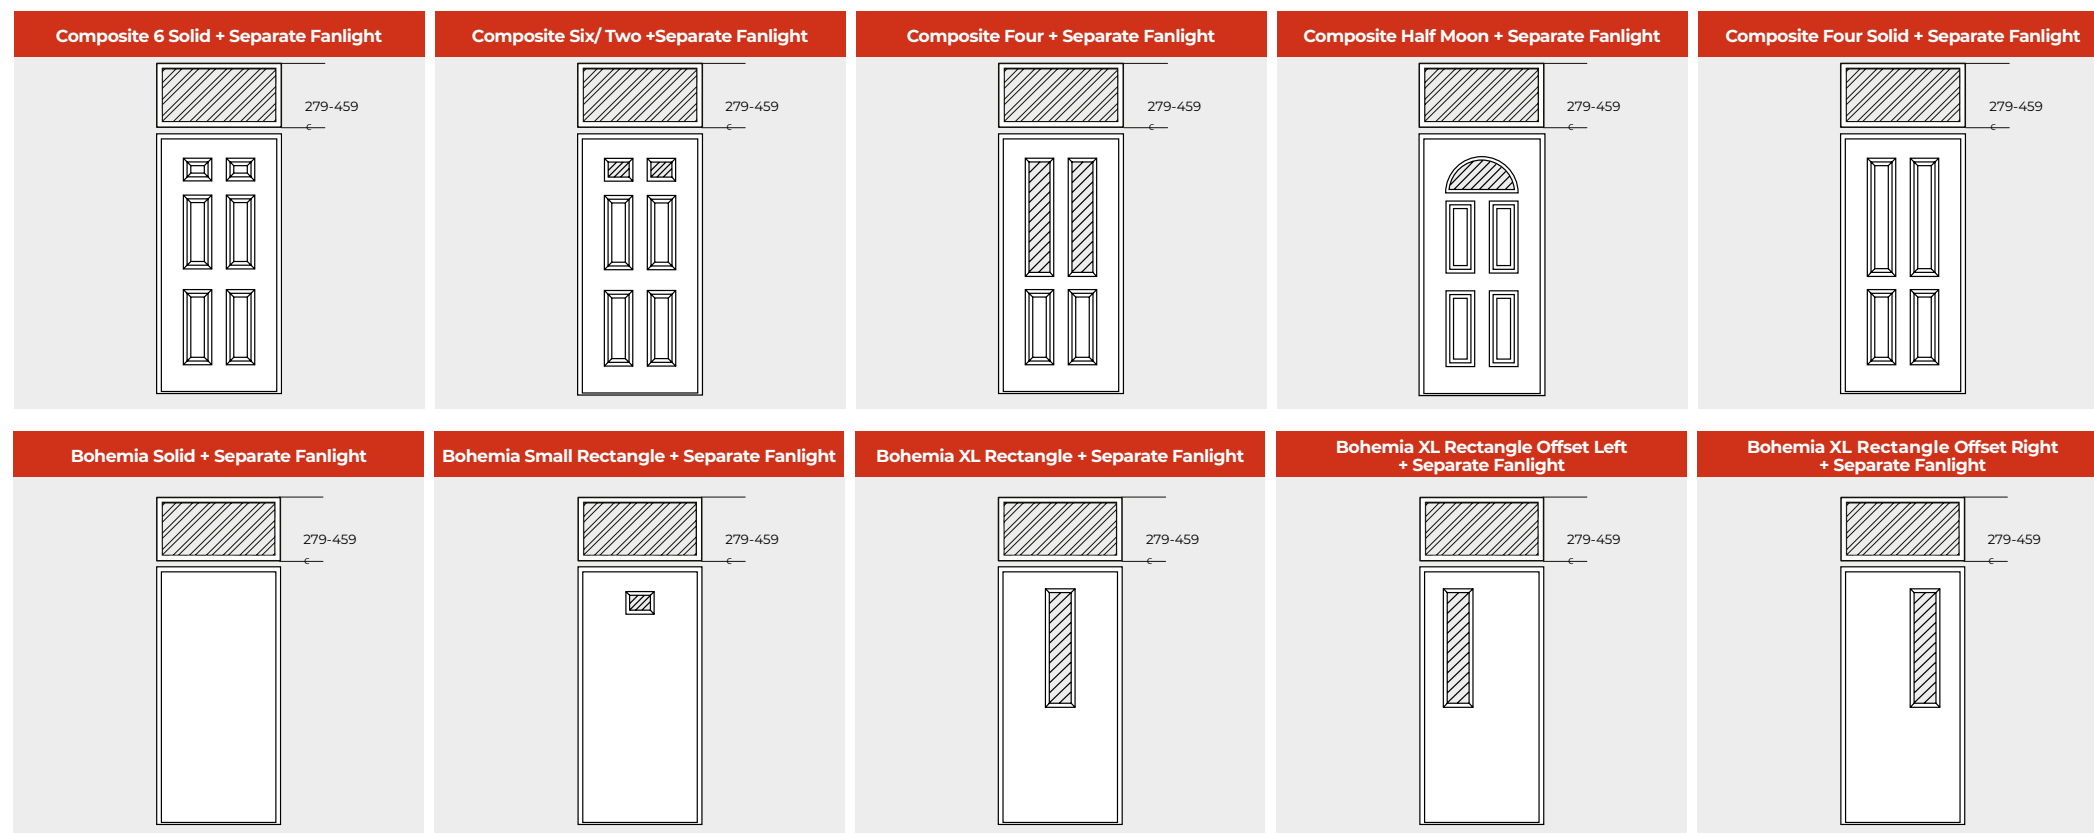 Composite 6 Solid + Separate Fanlight
Composite Six/ Two +Separate Fanlight
Composite Four + Separate Fanlight
Composite Half Moon + Separate Fanlight
Composite Four Solid + Separate Fanlight
279-459
c
279-459
c
279-459
c
279-459
c
279-459
c
Bohemia Solid + Separate Fanlight
Bohemia Small Rectangle + Separate Fanlight
Bohemia XL Rectangle + Separate Fanlight
Bohemia XL Rectangle Offset Left
+ Separate Fanlight
Bohemia XL Rectangle Offset Right
+ Separate Fanlight
279-459
c
279-459
c
279-459
c
279-459
c
279-459
c